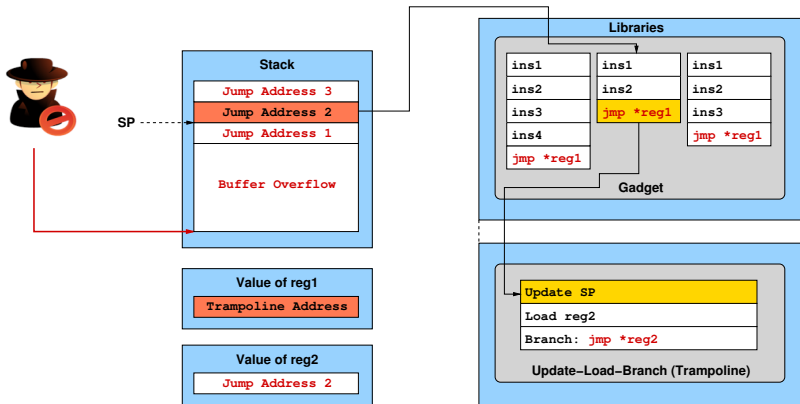 Stack
Jump Address 3
Jump Address 2
SP
Jump Address 1
Buffer Overflow
Value of reg1
Trampoline Address
Value of reg2
Jump Address 2
Libraries
ins1
ins2
ins3
ins4
jmp *reg1
ins1
ins2
jmp *reg1
ins1
ins2
ins3
jmp *reg1
Gadget
Update SP
Load reg2
Branch: jmp *reg2
Update−Load−Branch (Trampoline)